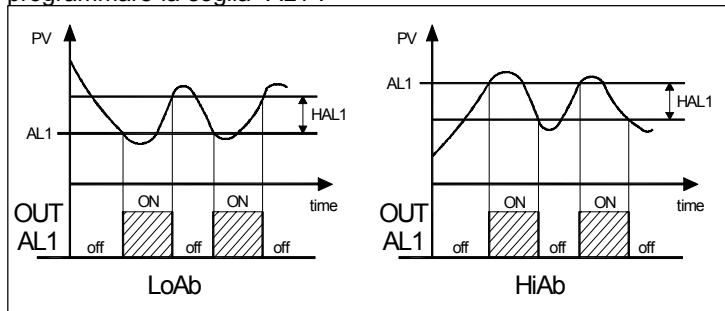 programmare la soglia "AL1".
PV
PV
AL1
HAL1
AL1
HAL1
time
time
OUT
AL1
off
ON
off
ON
off
OUT
AL1
off
ON
off
ON
off
LoAb
HiAb